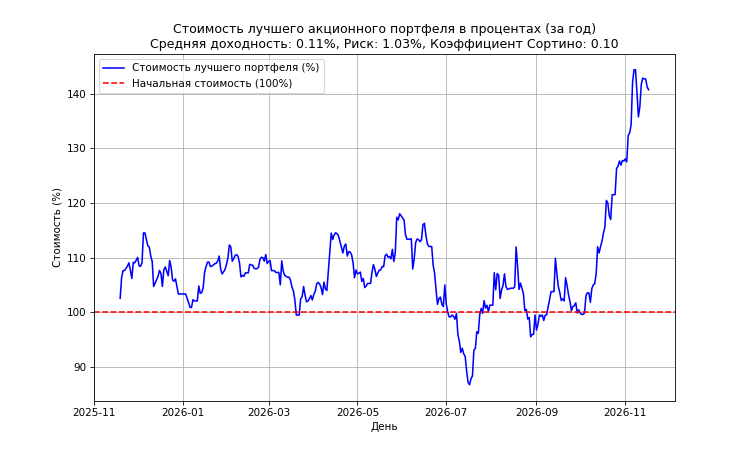 Стоимость лучшего акционного портфеля в процентах (за год)
Средняя доходность: 0.11%, Риск: 1.03%, Коэффициент Сортино: 0.10
Стоимость лучшего портфеля (%)
Начальная стоимость (100%)
Стоимость (%)
140
130
120
110
100
90
2025-11
2026-01
2026-03
2026-05
2026-07
2026-09
2026-11
День